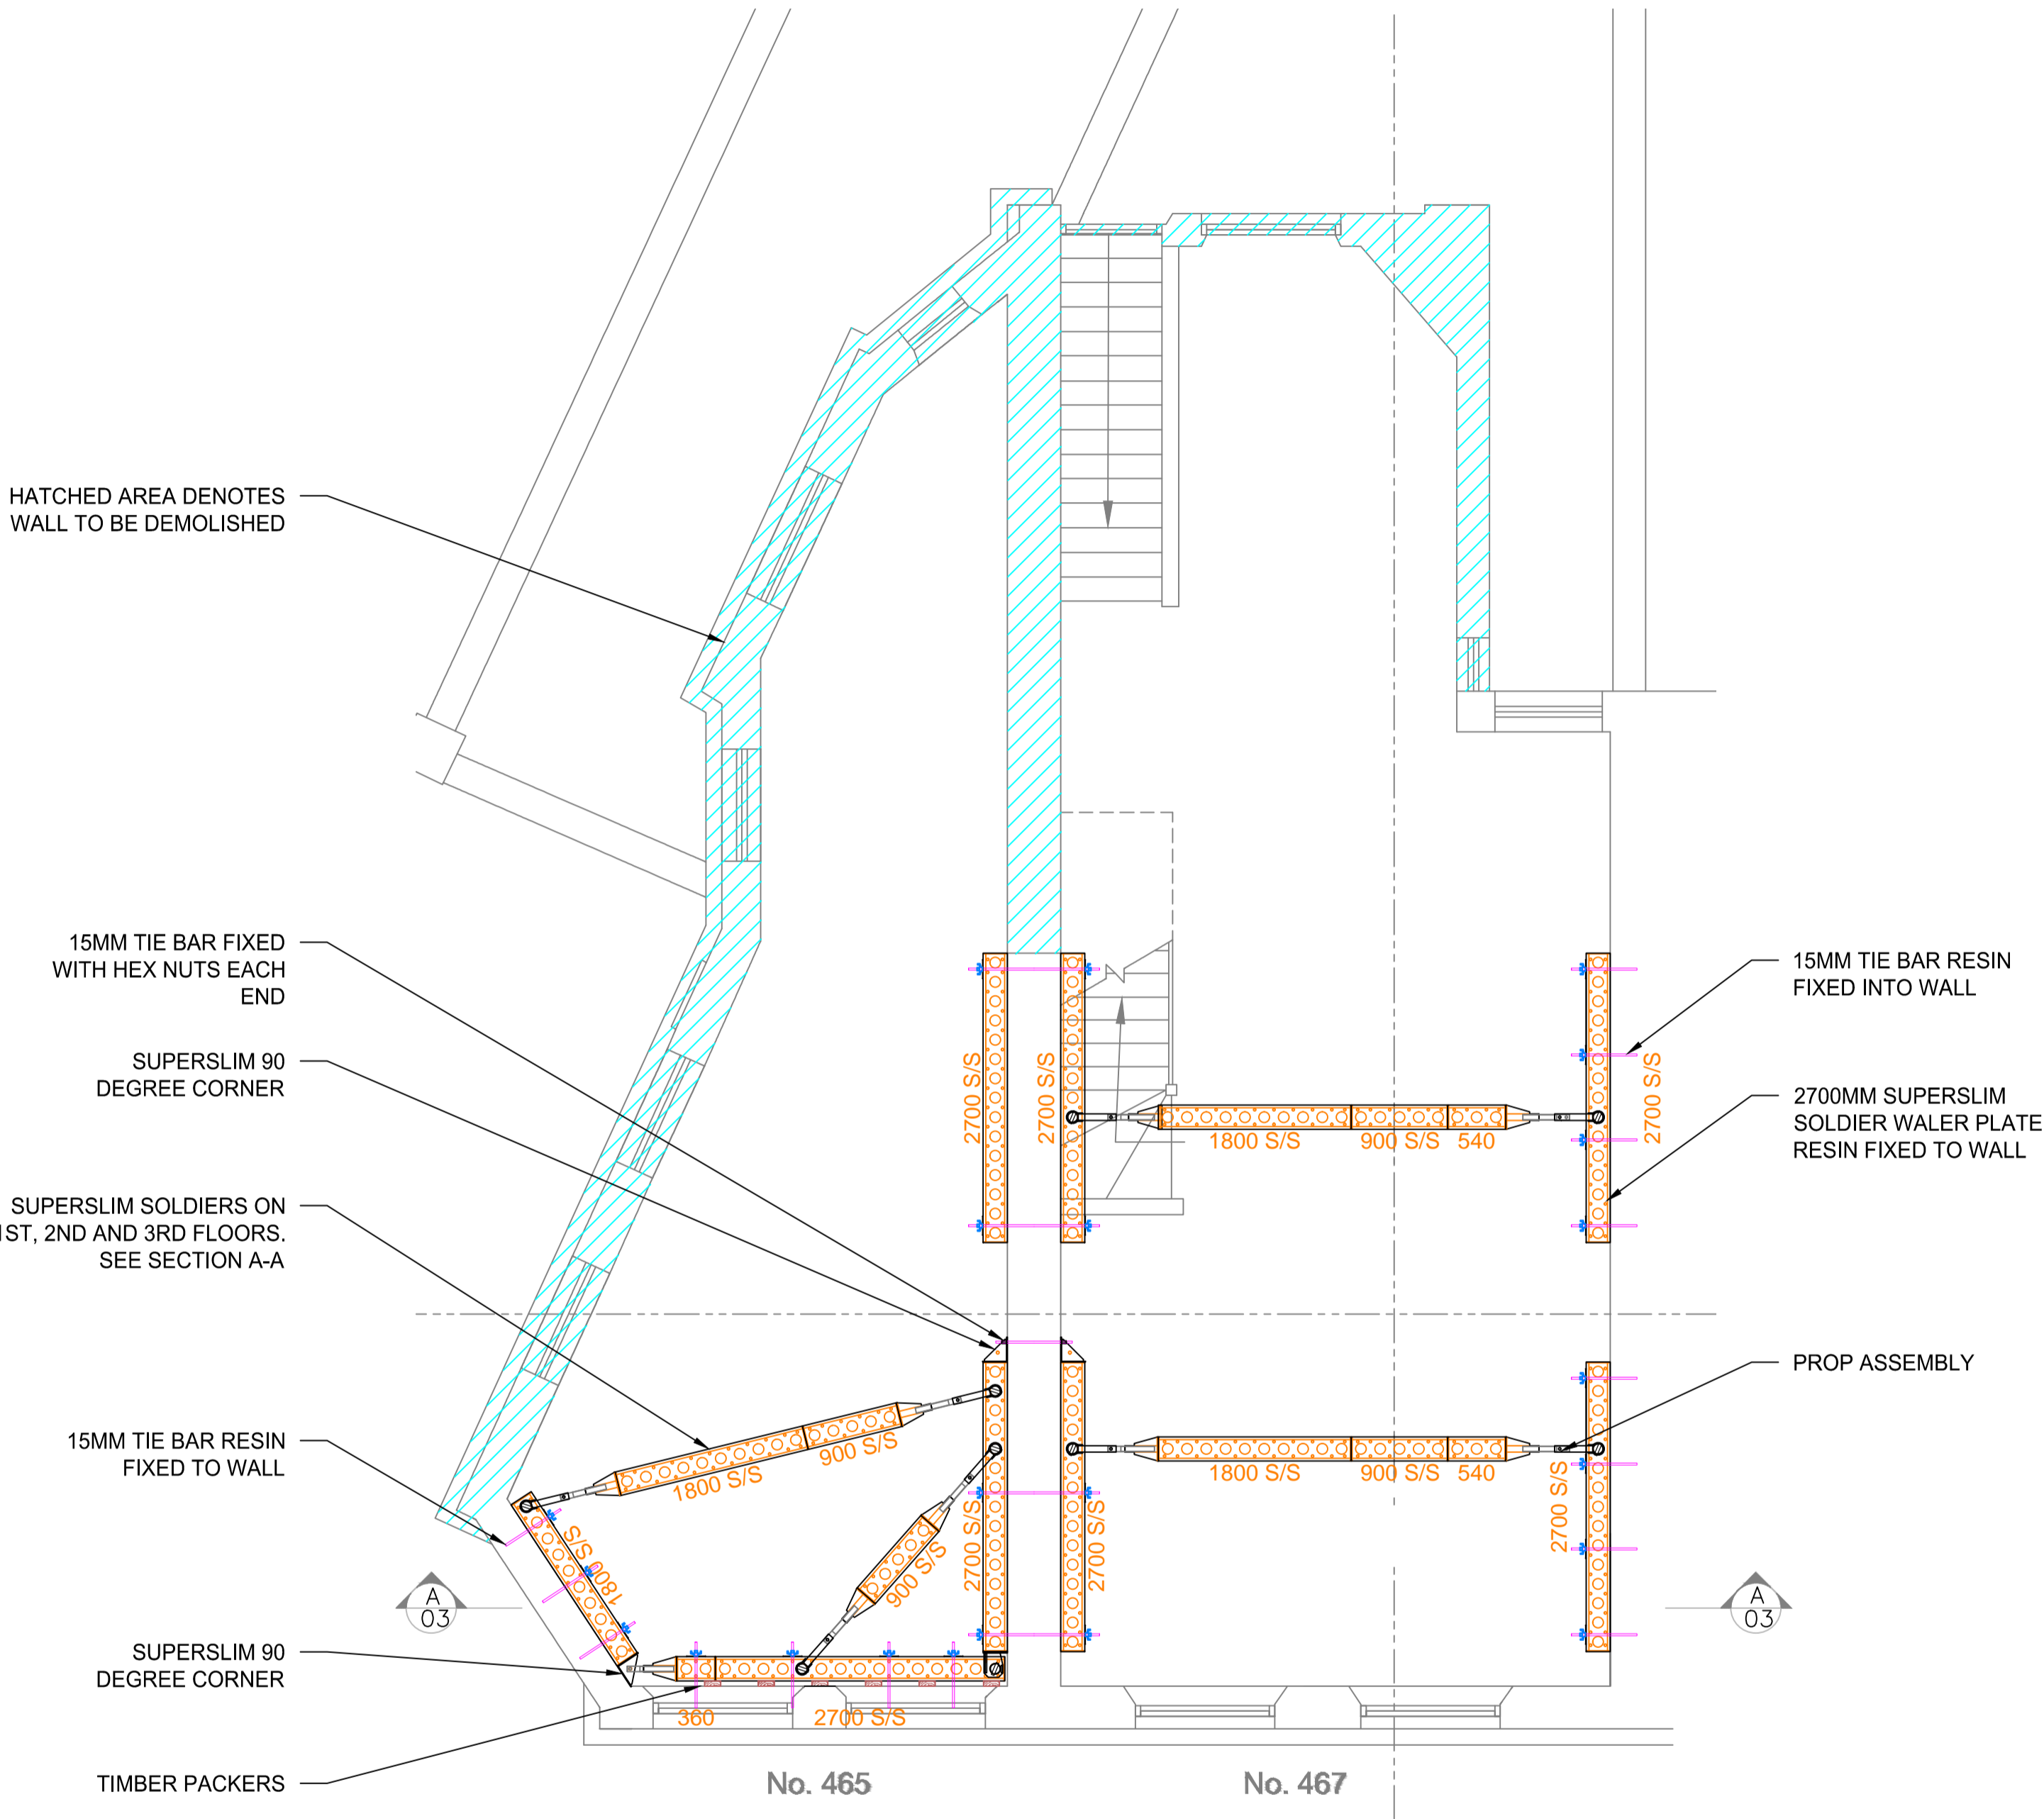 HATCHED AREA DENOTES
WALL TO BE DEMOLISHED
15MM TIE BAR FIXED
WITH HEX NUTS EACH
END
SUPERSLIM 90
DEGREE CORNER
SUPERSLIM SOLDIERS ON
1ST, 2ND AND 3RD FLOORS.
SEE SECTION A-A
15MM TIE BAR RESIN
FIXED TO WALL
SUPERSLIM 90
DEGREE CORNER
TIMBER PACKERS
15MM TIE BAR RESIN
FIXED INTO WALL
2700MM SUPERSLIM
SOLDIER WALER PLATE
RESIN FIXED TO WALL
PROP ASSEMBLY
2700 S/S
2700 S/S
2700 S/S
1800 S/S
900 S/S
540
1800 S/S
900 S/S
1800 S/S
900 S/S
2700 S/S
2700 S/S
1800 S/S
900 S/S
540
2700 S/S
360
2700 S/S
A
03
A
03
No. 465
No. 467